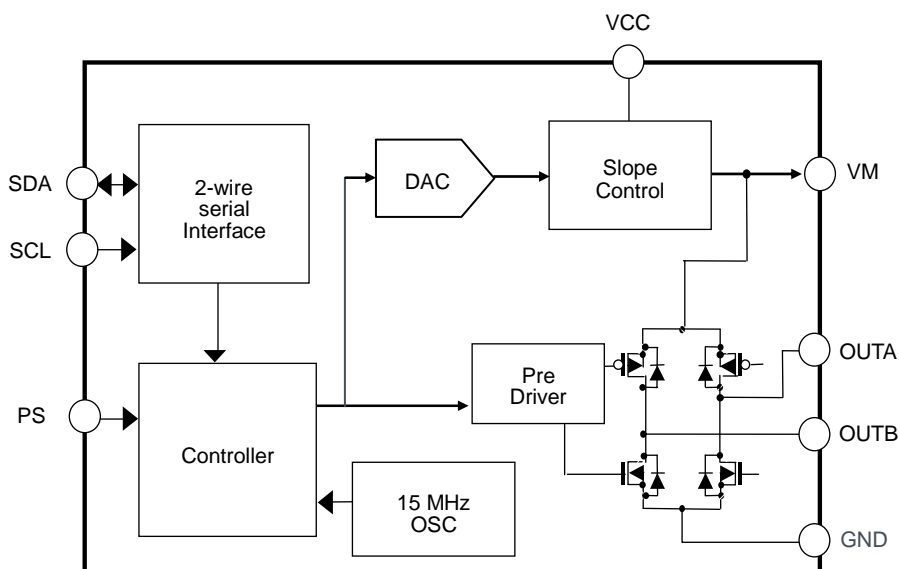 VCC
SDA
2-wire
serial
Interface
DAC
Slope
Control
VM
SCL
Pre
Driver
OUTA
PS
Controller
OUTB
15 MHz
OSC
GND